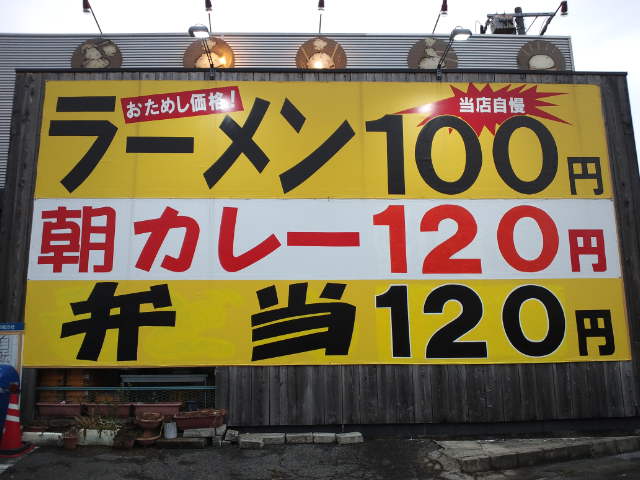 おためし価格!
当店自慢
ラーメン100円
朝カレー120円
弁当120円